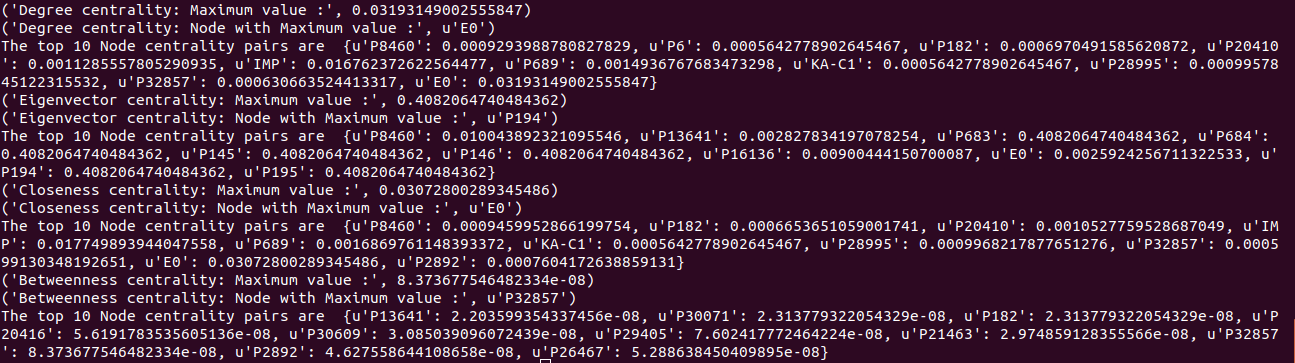 ('Degree centrality: Maximum value :', 0.03193149002555847)
('Degree centrality: Node with Maximum value :', u'E0')
The top 10 Node centrality pairs are  {u'P8460': 0.0009293988780827829, u'P6': 0.0005642778902645467, u'P182': 0.0006970491585620872, u'P20410
': 0.0011285557805290935, u'IMP': 0.016762372622564477, u'P689': 0.0014936767683473298, u'KA-C1': 0.0005642778902645467, u'P28995': 0.00099578
45122315532, u'P32857': 0.000630663524413317, u'E0': 0.03193149002555847}
('Eigenvector centrality: Maximum value :', 0.4082064740484362)
('Eigenvector centrality: Node with Maximum value :', u'P194')
The top 10 Node centrality pairs are  {u'P8460': 0.010043892321095546, u'P13641': 0.002827834197078254, u'P683': 0.4082064740484362, u'P684':
0.4082064740484362, u'P145': 0.4082064740484362, u'P146': 0.4082064740484362, u'P16136': 0.00900444150700087, u'E0': 0.0025924256711322533, u'
P194': 0.4082064740484362, u'P195': 0.4082064740484362}
('Closeness centrality: Maximum value :', 0.03072800289345486)
('Closeness centrality: Node with Maximum value :', u'E0')
The top 10 Node centrality pairs are  {u'P8460': 0.0009459952866199754, u'P182': 0.0006653651059001741, u'P20410': 0.0010527759528687049, u'IM
P': 0.017749893944047558, u'P689': 0.0016869761148393372, u'KA-C1': 0.0005642778902645467, u'P28995': 0.0009968217877651276, u'P32857': 0.0005
99130348192651, u'E0': 0.03072800289345486, u'P2892': 0.0007604172638859131}
('Betweenness centrality: Maximum value :', 8.373677546482334e-08)
('Betweenness centrality: Node with Maximum value :', u'P32857')
The top 10 Node centrality pairs are  {u'P13641': 2.203599354337456e-08, u'P30071': 2.313779322054329e-08, u'P182': 2.313779322054329e-08, u'P
20416': 5.6191783535605136e-08, u'P30609': 3.085039096072439e-08, u'P29405': 7.602417772464224e-08, u'P21463': 2.974859128355566e-08, u'P32857
': 8.373677546482334e-08, u'P2892': 4.627558644108658e-08, u'P26467': 5.288638450409895e-08}